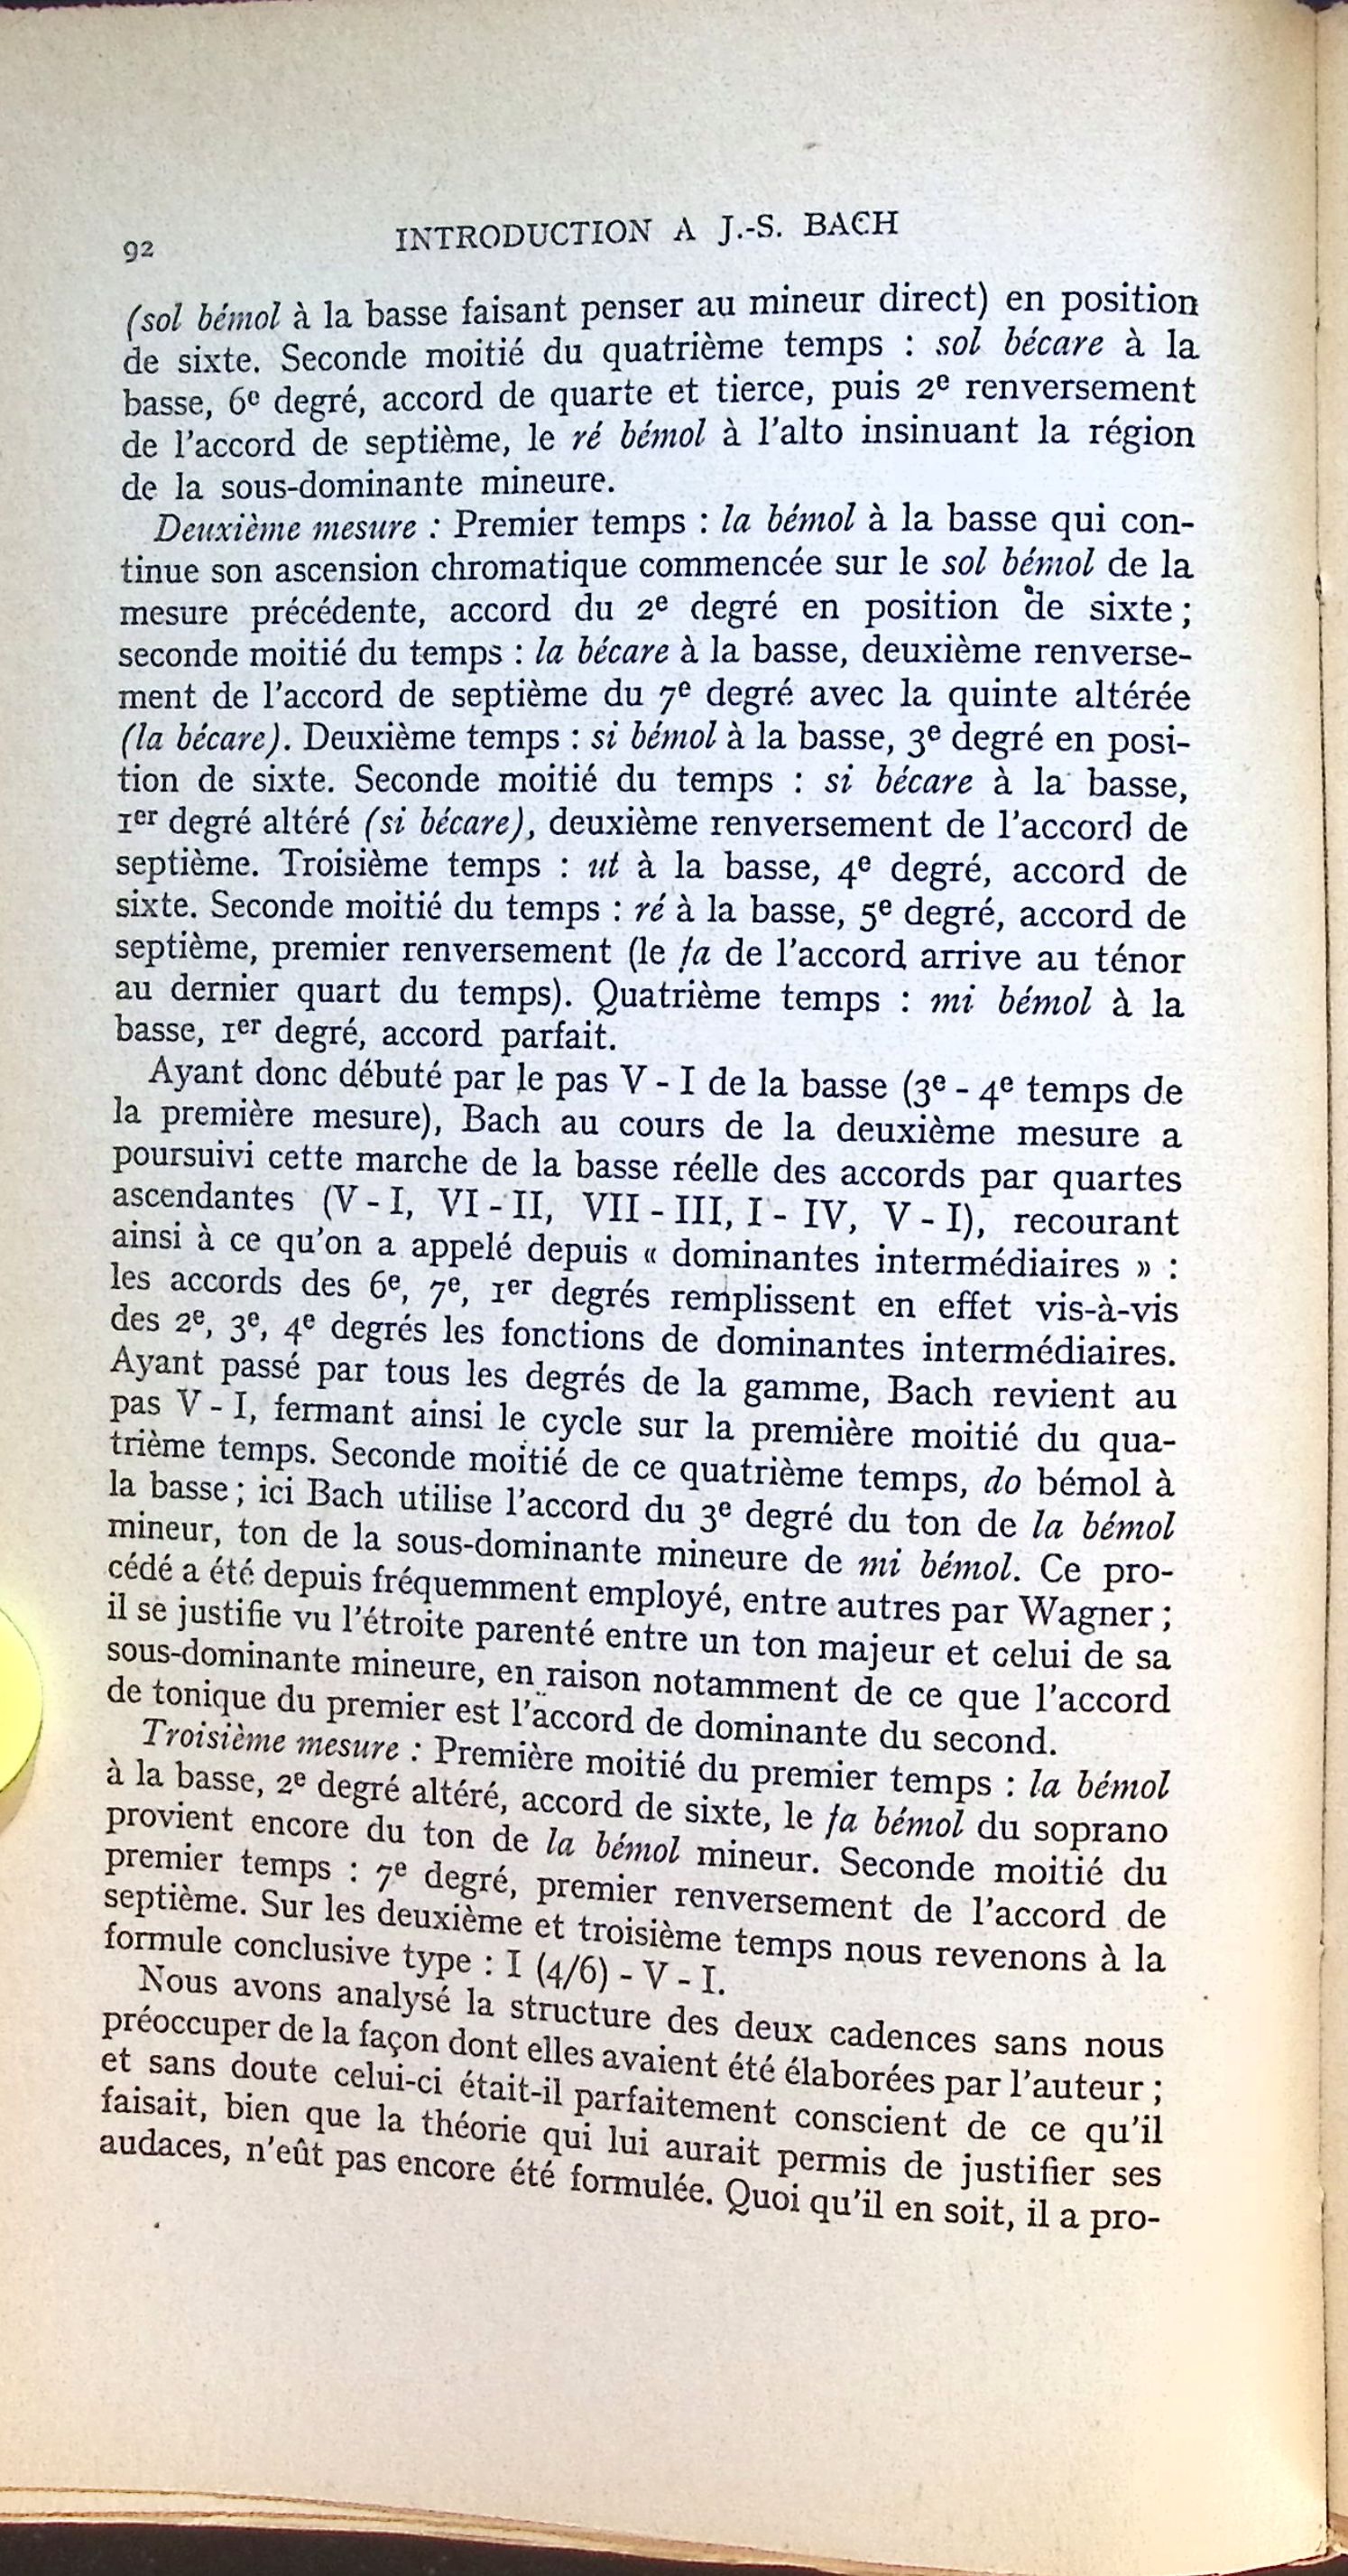 92
INTRODUCTION A J.-S. BACH
(sol bémol à la basse faisant penser au mineur direct) en position
de sixte. Seconde moitié du quatrième temps : sol bécare à la
basse, 6e degré, accord de quarte et tierce, puis 2e renversement
de l'accord de septième, le ré bémol à l'alto insinuant la région
de la sous-dominante mineure.
Deuxième mesure : Premier temps : la bémol à la basse qui con-
tinue son ascension chromatique commencée sur le sol bémol de la
mesure précédente, accord du 2e degré en position de sixte ;
seconde moitié du temps : la bécare à la basse, deuxième renverse-
ment de l'accord de septième du 7e degré avec la quinte altérée
(la bécare). Deuxième temps : si bémol à la basse, 3e degré en posi-
tion de sixte. Seconde moitié du temps : si bécare à la basse,
1er degré altéré (si bécare), deuxième renversement de l'accord de
septième. Troisième temps : ut à la basse, 4e degré, accord de
sixte. Seconde moitié du temps : ré à la basse, 5e degré, accord de
septième, premier renversement (le fa de l'accord arrive au ténor
au dernier quart du temps). Quatrième temps : mi bémol à la
basse, 1er degré, accord parfait.
Ayant donc débuté par le pas V - I de la basse (3e - 4e temps de
la première mesure), Bach au cours de la deuxième mesure a
poursuivi cette marche de la basse réelle des accords par quartes
ascendantes (V - I, VI - II, VII - III, I - IV, V - I), recourant
ainsi à ce qu'on a appelé depuis « dominantes intermédiaires » :
les accords des 6e, 7e, 1er degrés remplissent en effet vis-à-vis
des 2e, 3e, 4e degrés les fonctions de dominantes intermédiaires.
Ayant passé par tous les degrés de la gamme, Bach revient au
pas V - I, fermant ainsi le cycle sur la première moitié du qua-
trième temps. Seconde moitié de ce quatrième temps, do bémol à
la basse ; ici Bach utilise l'accord du 3e degré du ton de la bémol
mineur, ton de la sous-dominante mineure de mi bémol. Ce pro-
cédé a été depuis fréquemment employé, entre autres par Wagner ;
il se justifie vu l'étroite parenté entre un ton majeur et celui de sa
sous-dominante mineure, en raison notamment de ce que l'accord
de tonique du premier est l'accord de dominante du second.
Troisième mesure : Première moitié du premier temps : la bémol
à la basse, 2e degré altéré, accord de sixte, le fa bémol du soprano
provient encore du ton de la bémol mineur. Seconde moitié du
premier temps : 7e degré, premier renversement de l'accord de
septième. Sur les deuxième et troisième temps nous revenons à la
formule conclusive type : I (4/6) - V - I.
Nous avons analysé la structure des deux cadences sans nous
préoccuper de la façon dont elles avaient été élaborées par l'auteur ;
et sans doute celui-ci était-il parfaitement conscient de ce qu'il
faisait, bien que la théorie qui lui aurait permis de justifier ses
audaces, n'eût pas encore été formulée. Quoi qu'il en soit, il a pro-